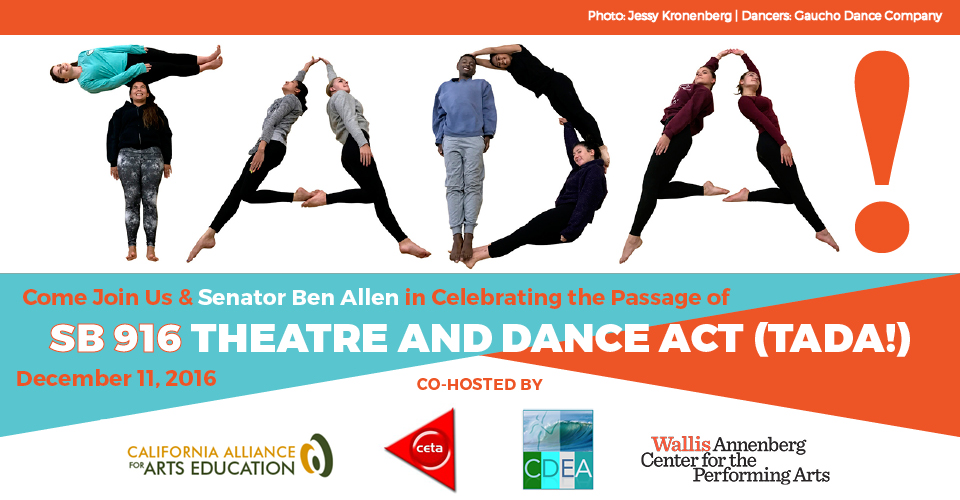 Photo: Jessy Kronenberg | Dancers: Gaucho Dance Company
TADA!
Come Join Us & Senator Ben Allen in Celebrating the Passage of
SB 916 THEATRE AND DANCE ACT (TADA!)
December 11, 2016
CO-HOSTED BY
CALIFORNIA ALLIANCE
FOR ARTS EDUCATION
ceta
CDEA
Wallis Annenberg
Center for the
Performing Arts